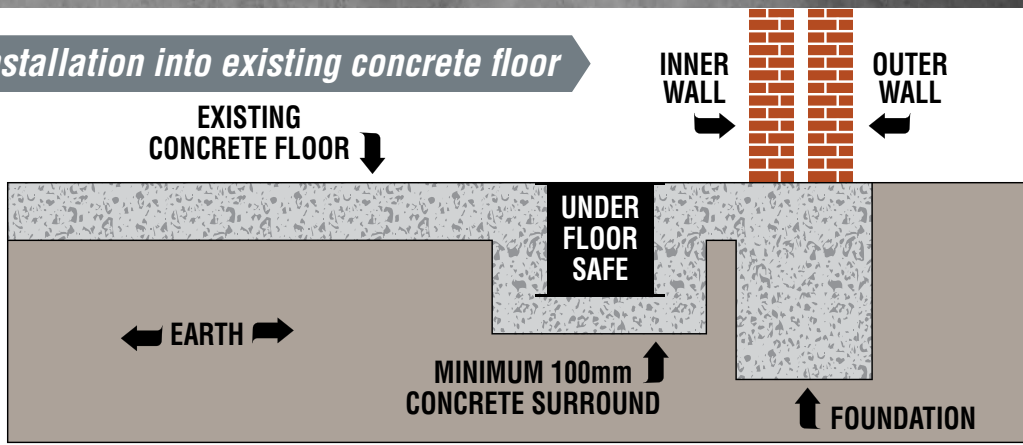 stallation into existing concrete floor
INNER
WALL
OUTER
WALL
EXISTING
CONCRETE FLOOR
UNDER
FLOOR
SAFE
EARTH
MINIMUM 100mm
CONCRETE SURROUND
FOUNDATION